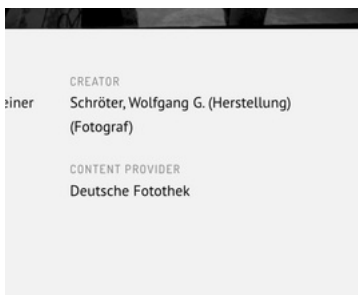 CREATOR
einer
Schröter, Wolfgang G. (Herstellung)
(Fotograf)
CONTENT PROVIDER
Deutsche Fotothek